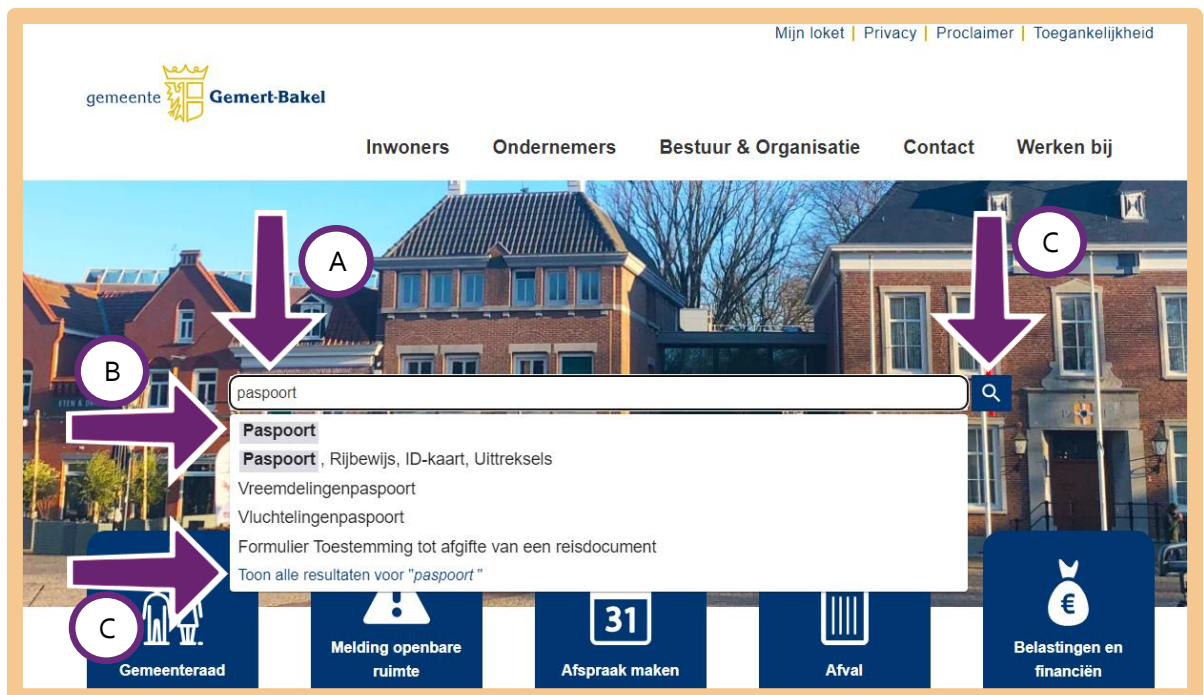 Mijn loket | Privacy | Proclaimer | Toegankelijkheid
gemeente Gemert-Bakel
Inwoners Ondernemers Bestuur & Organisatie Contact Werken bij
A
C
B
paspoort
Paspoort
Paspoort, Rijbewijs, ID-kaart, Uittreksels
Vreemdelingenpaspoort
Vluchtelingenpaspoort
Formulier Toestemming tot afgifte van een reisdocument
Toon alle resultaten voor "paspoort "
C
31
€
Gemeenteraad
Melding openbare
ruimte
Afspraak maken
Afval
Belastingen en
financiën